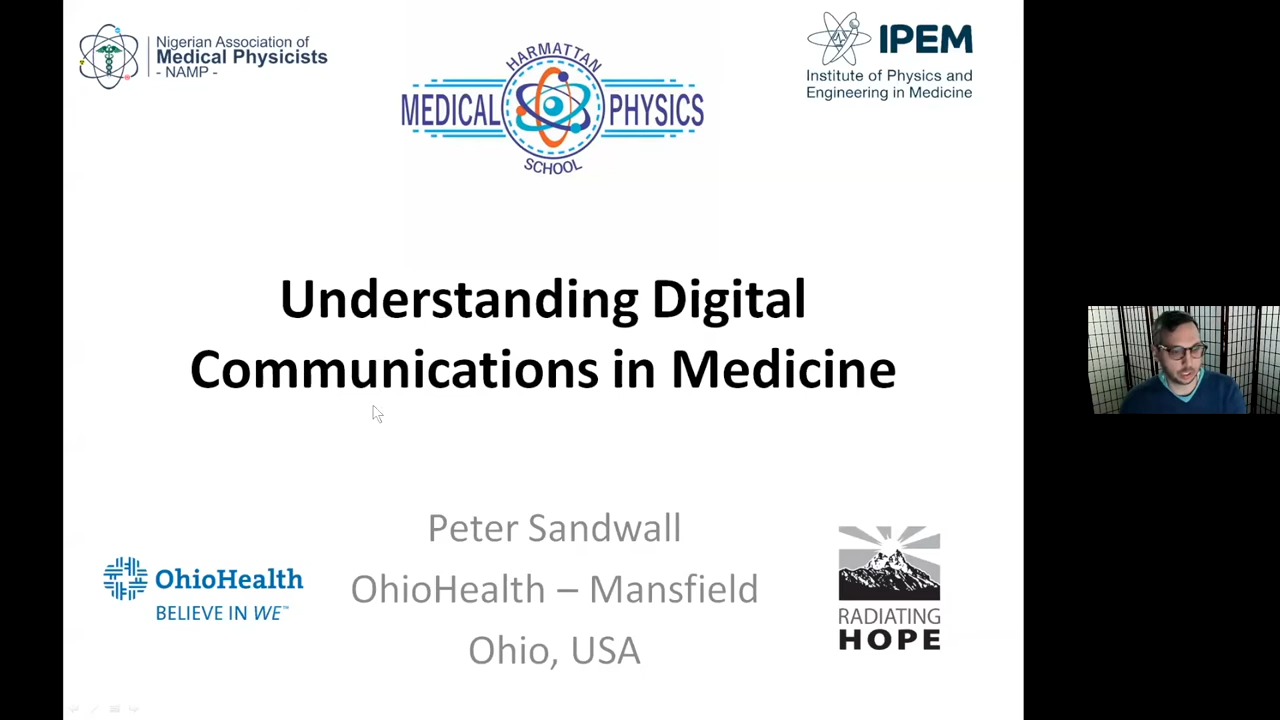 Nigerian Association of
Medical Physicists
- NAMP -
HARMATTAN
MEDICAL PHYSICS
SCHOOL
IPEM
Institute of Physics and
Engineering in Medicine
Understanding Digital
Communications in Medicine
Peter Sandwall
OhioHealth – Mansfield
Ohio, USA
OhioHealth
BELIEVE IN WE™
RADIATING
HOPE